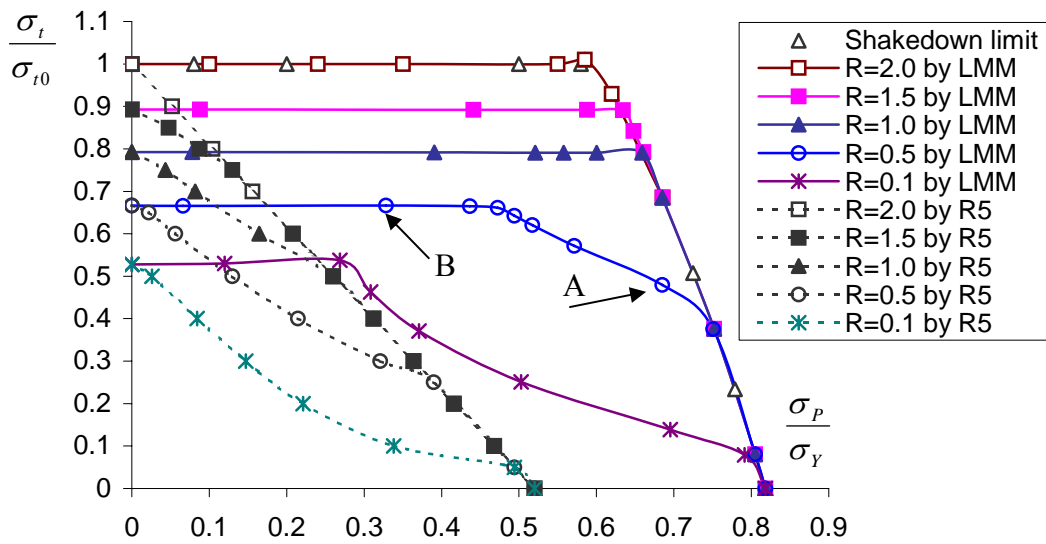 σt
σt0
1.1
1
0.9
0.8
0.7
0.6
0.5
0.4
0.3
0.2
0.1
0
0 0.1 0.2 0.3 0.4 0.5 0.6 0.7 0.8 0.9
B
A
σP
σY
Shakedown limit
R=2.0 by LMM
R=1.5 by LMM
R=1.0 by LMM
R=0.5 by LMM
R=0.1 by LMM
R=2.0 by R5
R=1.5 by R5
R=1.0 by R5
R=0.5 by R5
R=0.1 by R5